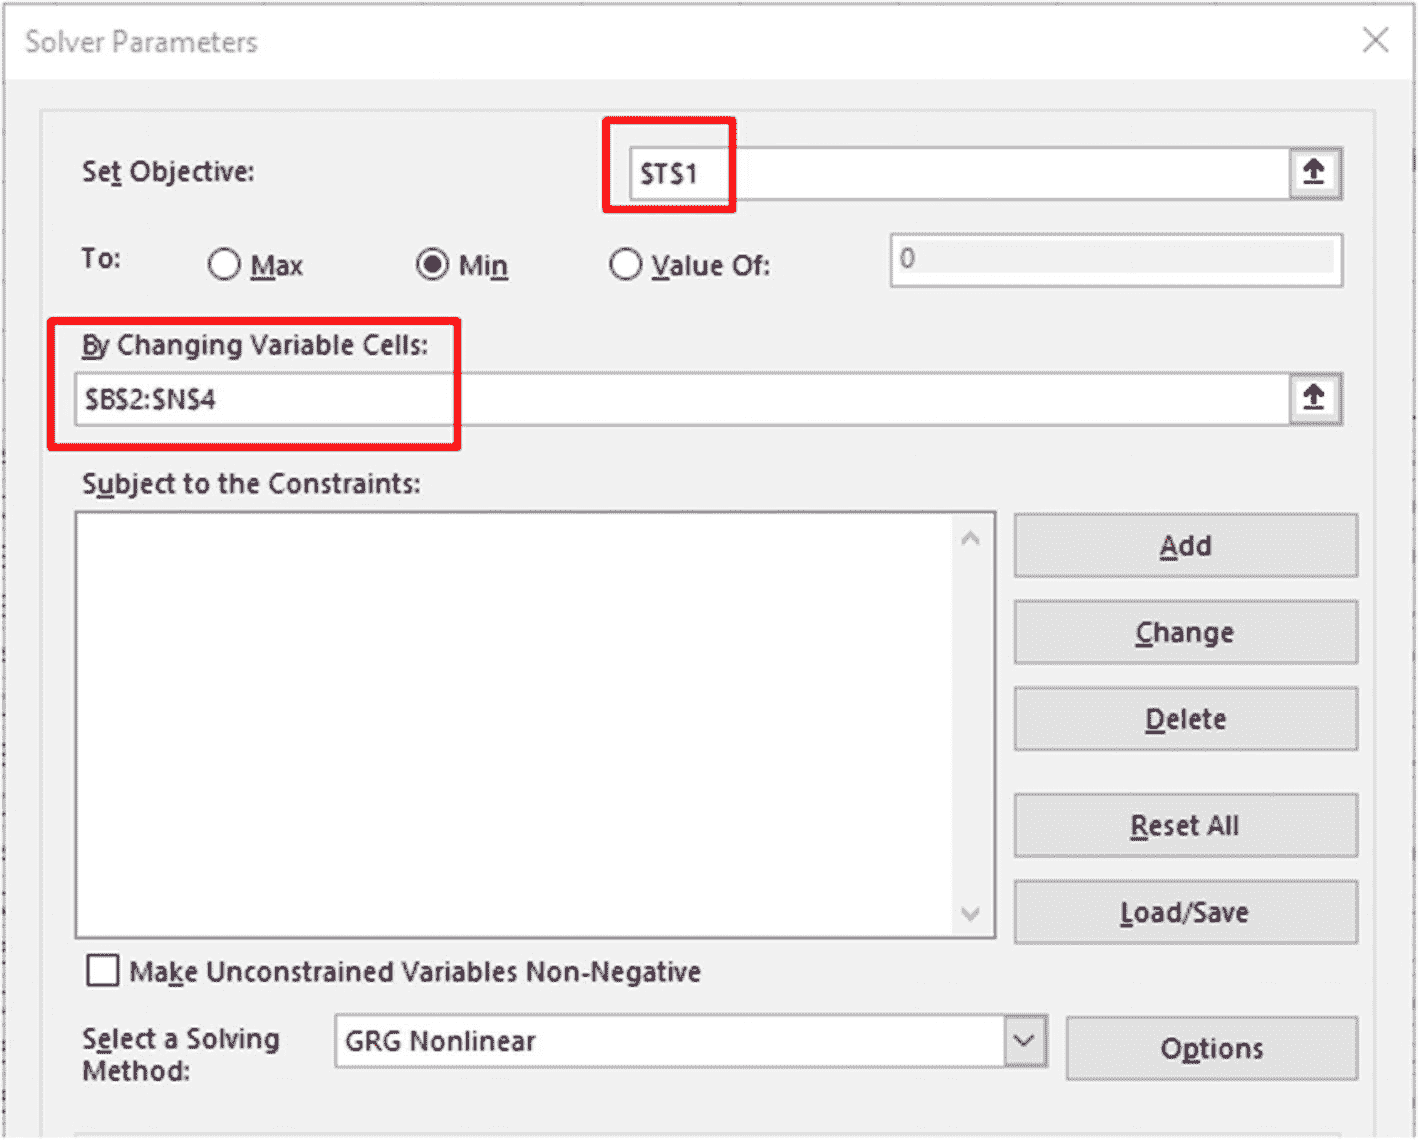 Solver Parameters
Set Objective:
$T$1
To:
Max
Min
Value Of:
0
By Changing Variable Cells:
$B$2:$N$4
Subject to the Constraints:
Add
Change
Delete
Reset All
Load/Save
Make Unconstrained Variables Non-Negative
Select a Solving
Method:
GRG Nonlinear
Options